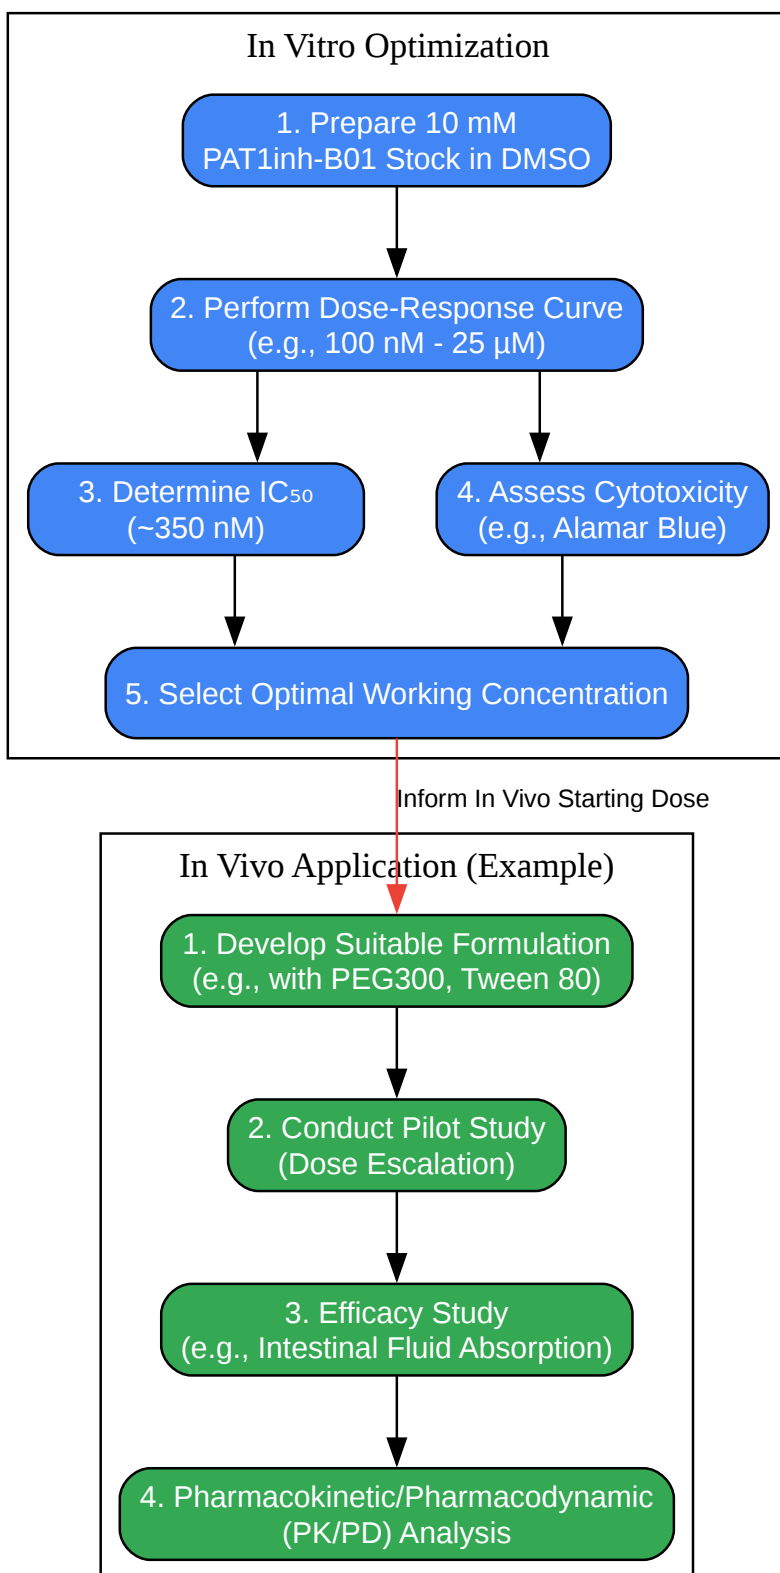 In Vitro Optimization
1. Prepare 10 mM
PAT1inh-B01 Stock in DMSO
2. Perform Dose-Response Curve
(e.g., 100 nM - 25 µM)
3. Determine IC₅₀
(~350 nM)
4. Assess Cytotoxicity
(e.g., Alamar Blue)
5. Select Optimal Working Concentration
Inform In Vivo Starting Dose
In Vivo Application (Example)
1. Develop Suitable Formulation
(e.g., with PEG300, Tween 80)
2. Conduct Pilot Study
(Dose Escalation)
3. Efficacy Study
(e.g., Intestinal Fluid Absorption)
4. Pharmacokinetic/Pharmacodynamic
(PK/PD) Analysis